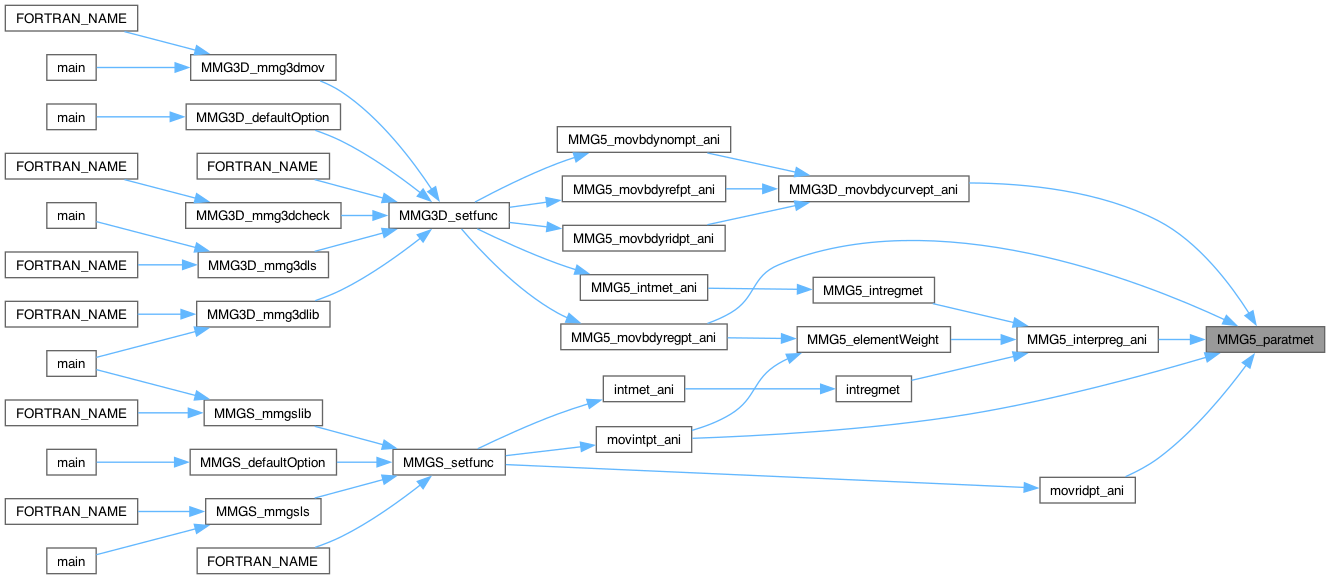 FORTRAN_NAME
main
MMG3D_mmg3dmov
main
MMG3D_defaultOption
MMG5_movbdynompt_ani
FORTRAN_NAME
FORTRAN_NAME
MMG5_movbdyrefpt_ani
MMG3D_movbdycurvept_ani
main
MMG3D_mmg3dcheck
MMG3D_setfunc
MMG5_movbdyridpt_ani
FORTRAN_NAME
MMG3D_mmg3dls
MMG5_intmet_ani
MMG5_intregmet
FORTRAN_NAME
MMG3D_mmg3dlib
MMG5_movbdyregpt_ani
MMG5_elementWeight
MMG5_interpreg_ani
MMG5_paratmet
main
intmet_ani
intregmet
FORTRAN_NAME
MMGS_mmgslib
movintpt_ani
main
MMGS_defaultOption
MMGS_setfunc
movridpt_ani
FORTRAN_NAME
MMGS_mmgsls
main
FORTRAN_NAME